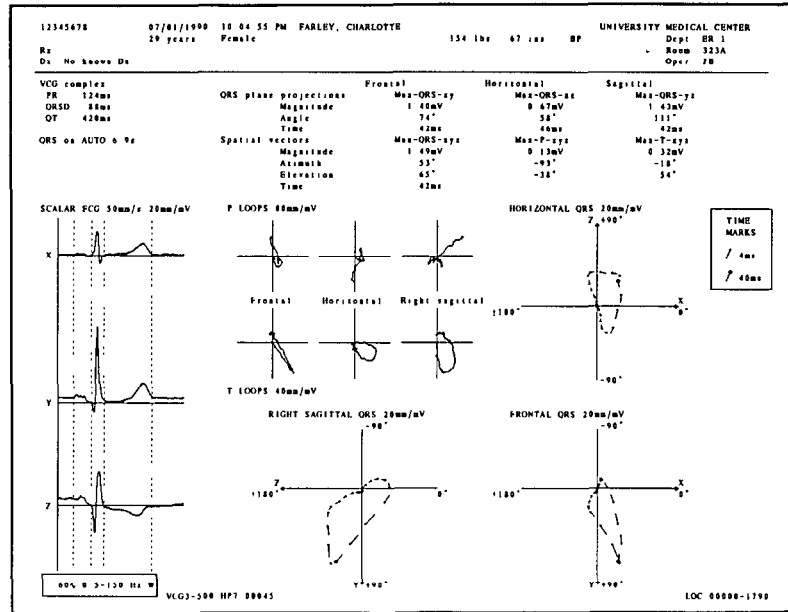 12345678 07/01/1990 10 04 55 PM FARLEY, CHARLOTTE UNIVERSITY MEDICAL CENTER
29 years Female 134 lbs 67 ins BP Dept ER 1
Rx Room 323A
Dx No known Dx Oper JB
VCG complex Frontal Horizontal Sagittal
PR 124ms QRS plane projections Max-QRS-xy Max-QRS-xz Max-QRS-yz
QRSD 88ms Magnitude 1 40mV 0 67mV 1 43mV
QT 420ms Angle 74° 58° 111°
Time 42ms 46ms 42ms
QRS on AUTO 6 9s Spatial vectors Max-QRS-xyz Max-P-xyz Max-T-xyz
Magnitude 1 49mV 0 13mV 0 32mV
Azimuth 53° -93° -18°
Elevation 65° -38° 54°
Time 42ms
SCALAR ECG 50mm/s 20mm/mV P LOOPS 80mm/mV HORIZONTAL QRS 20mm/mV
Z +90°
TIME
MARKS
/ 4ms
/ 40ms
X
Frontal Horizontal Right sagittal
±180° X 0°
-90°
T LOOPS 40mm/mV
Y
RIGHT SAGITTAL QRS 20mm/mV FRONTAL QRS 20mm/mV
-90° -90°
Z X
±180° 0° ±180° 0°
Z
Y +90° Y +90°
60% 0 5-150 Hz W VCG3-500 HP7 00045 LOC 00000-1790